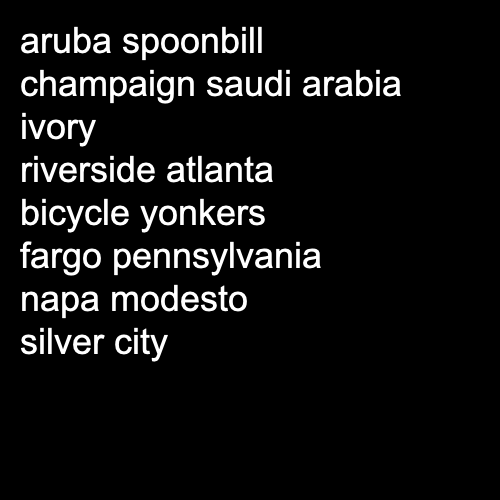 aruba spoonbill
champaign saudi arabia
ivory
riverside atlanta
bicycle yonkers
fargo pennsylvania
napa modesto
silver city